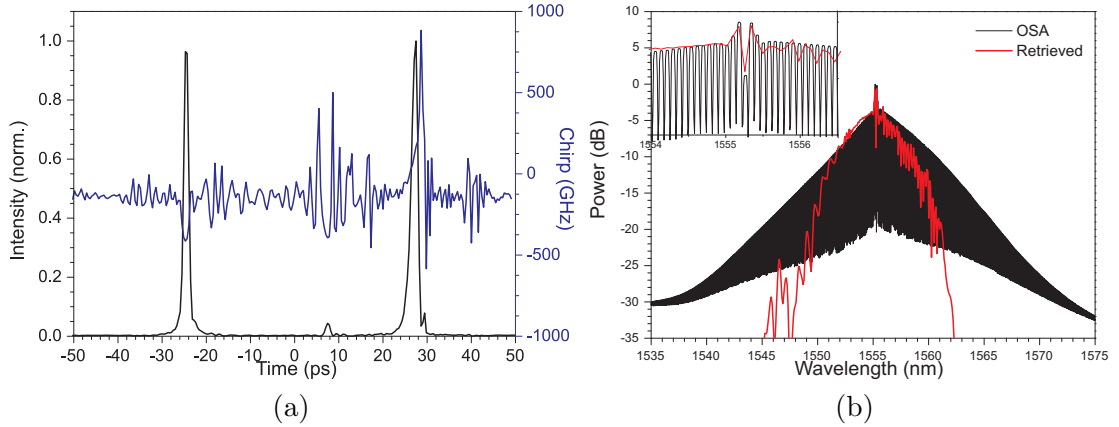 1.0
0.8
0.6
0.4
0.2
0.0
Intensity (norm.)
-50 -40 -30 -20 -10 0 10 20 30 40 50
Time (ps)
1000
500
0
-500
-1000
Chirp (GHz)
(a)
10
5
0
-5
-10
-15
-20
-25
-30
-35
Power (dB)
1554 1555 1556
OSA
Retrieved
1535 1540 1545 1550 1555 1560 1565 1570 1575
Wavelength (nm)
(b)